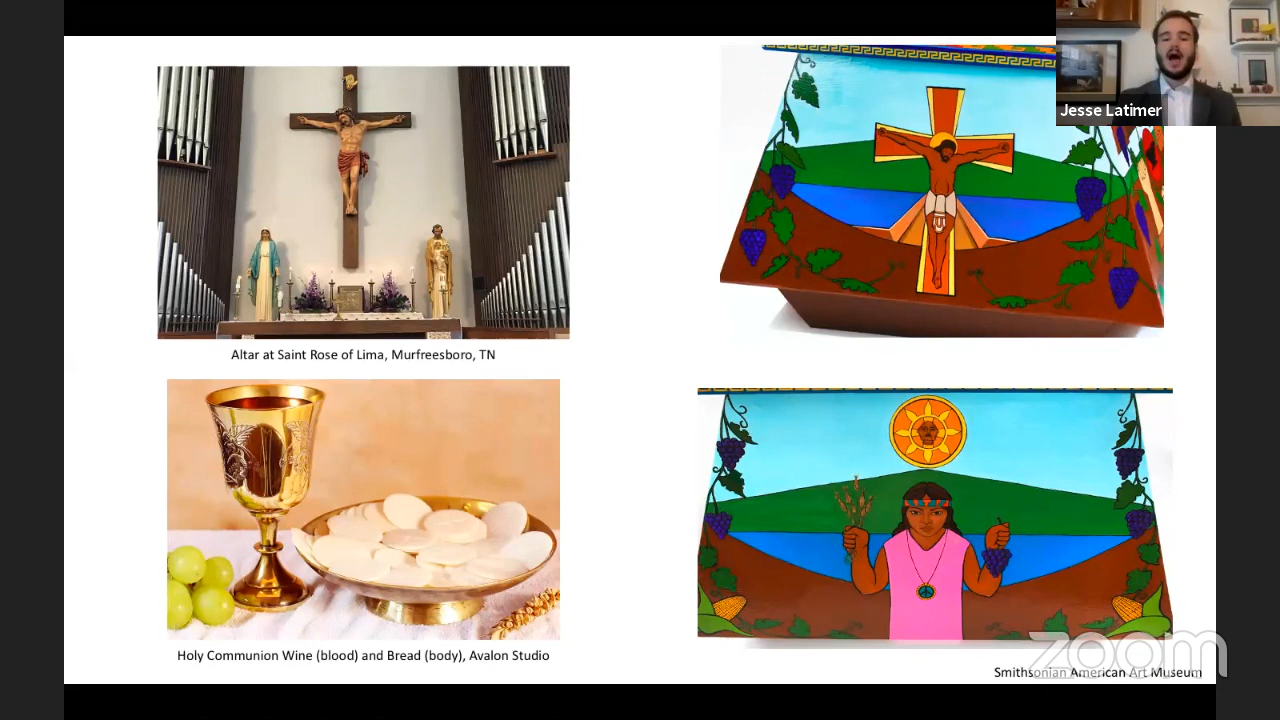 Jesse Latimer
Altar at Saint Rose of Lima, Murfreesboro, TN
Holy Communion Wine (blood) and Bread (body), Avalon Studio
Smithsonian American Art Museum
zoom